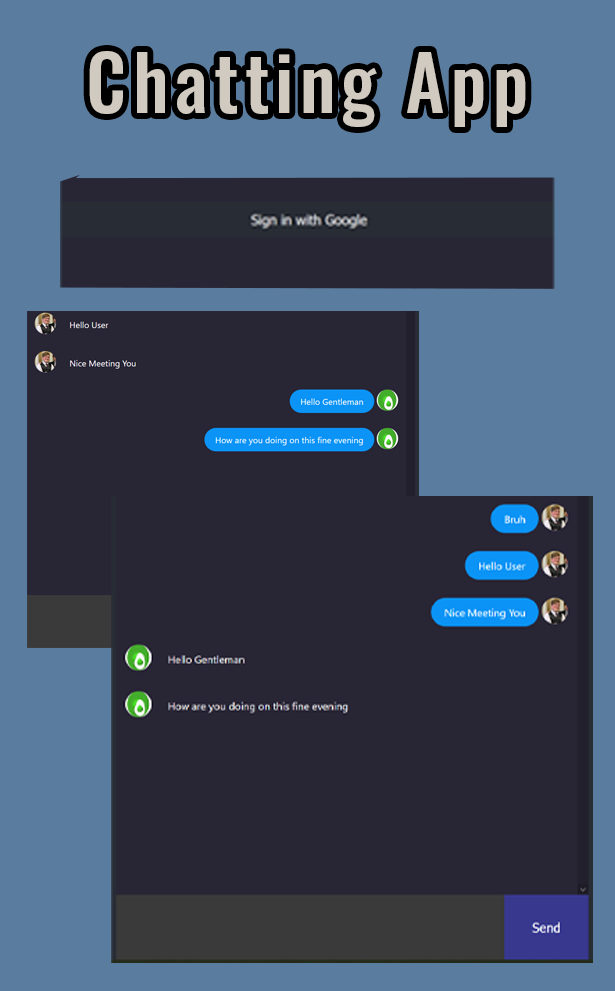 Chatting App
Sign in with Google
Hello User
Nice Meeting You
Hello Gentleman
How are you doing on this fine evening
Bruh
Hello User
Nice Meeting You
Hello Gentleman
How are you doing on this fine evening
Send